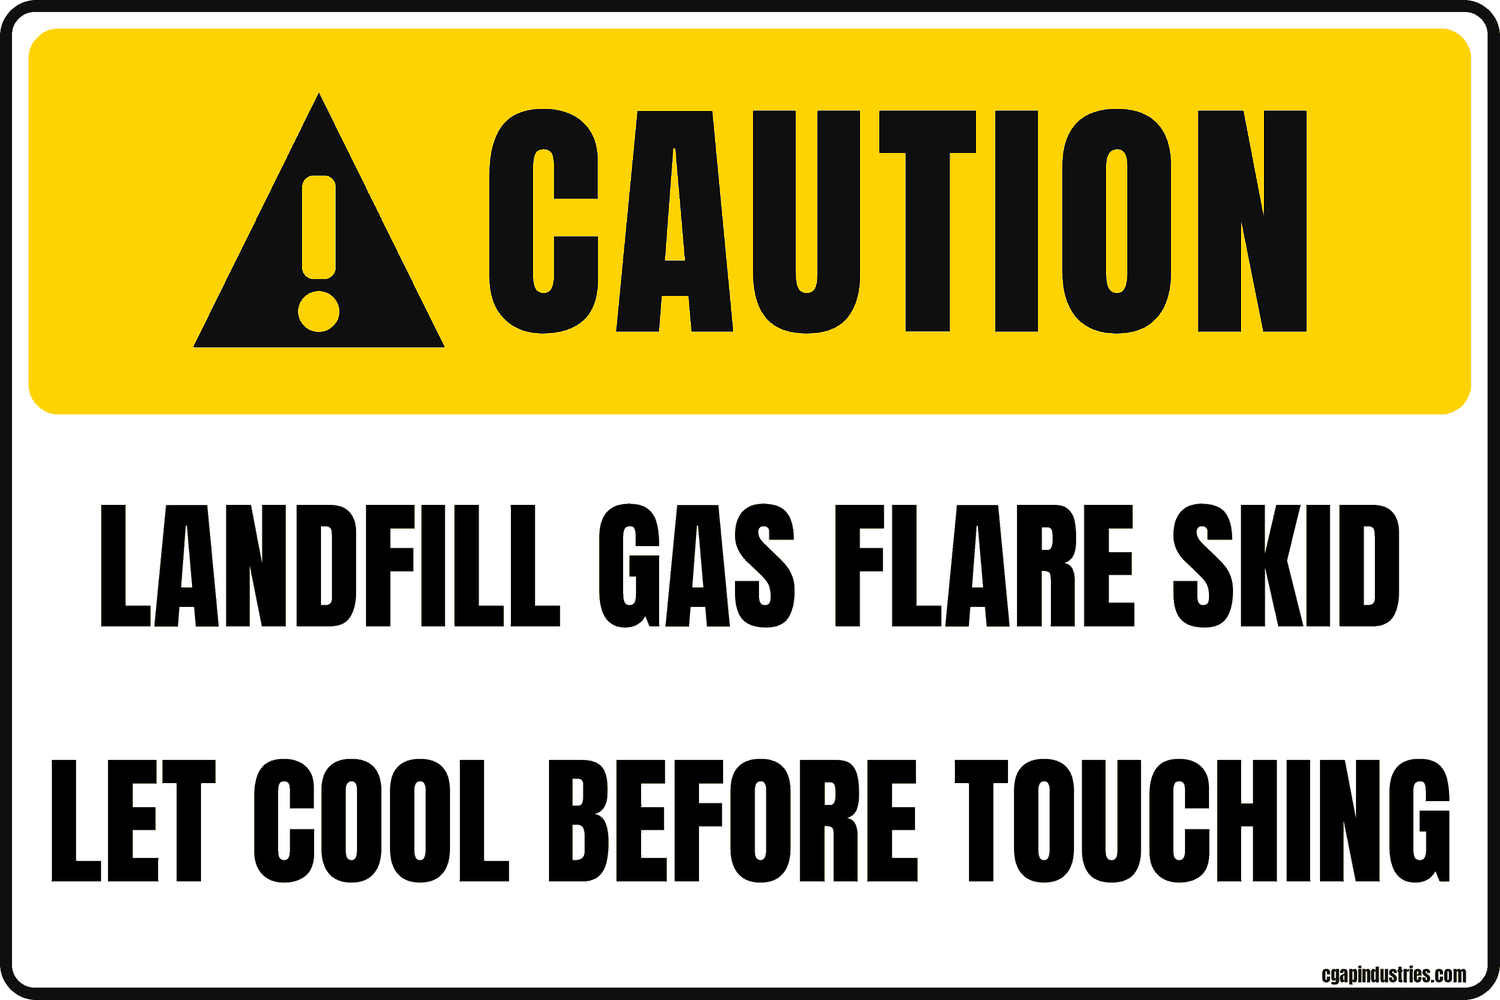 CAUTION
LANDFILL GAS FLARE SKID
LET COOL BEFORE TOUCHING
cgapindustries.com